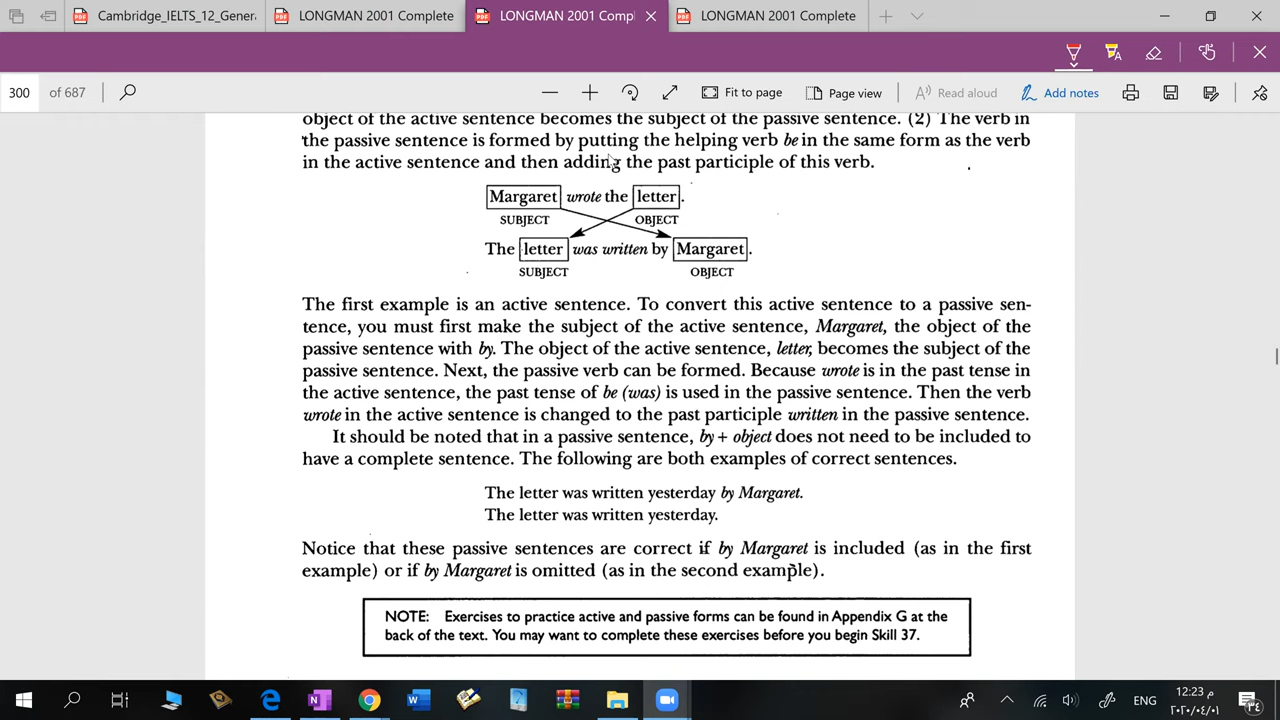 Cambridge_IELTS_12_Genera
LONGMAN 2001 Complete
LONGMAN 2001 Compl
LONGMAN 2001 Complete
300 of 687
Fit to page
Page view
Read aloud
Add notes
object of the active sentence becomes the subject of the passive sentence. (2) The verb in
the passive sentence is formed by putting the helping verb be in the same form as the verb
in the active sentence and then adding the past participle of this verb.
Margaret wrote the letter.
SUBJECT OBJECT
The letter was written by Margaret.
SUBJECT OBJECT
The first example is an active sentence. To convert this active sentence to a passive sen-
tence, you must first make the subject of the active sentence, Margaret, the object of the
passive sentence with by. The object of the active sentence, letter, becomes the subject of the
passive sentence. Next, the passive verb can be formed. Because wrote is in the past tense in
the active sentence, the past tense of be (was) is used in the passive sentence. Then the verb
wrote in the active sentence is changed to the past participle written in the passive sentence.
It should be noted that in a passive sentence, by + object does not need to be included to
have a complete sentence. The following are both examples of correct sentences.
The letter was written yesterday by Margaret.
The letter was written yesterday.
Notice that these passive sentences are correct if by Margaret is included (as in the first
example) or if by Margaret is omitted (as in the second example).
NOTE: Exercises to practice active and passive forms can be found in Appendix G at the
back of the text. You may want to complete these exercises before you begin Skill 37.
ENG
12:23 م
٢٠٢٠/٠٤/٠١